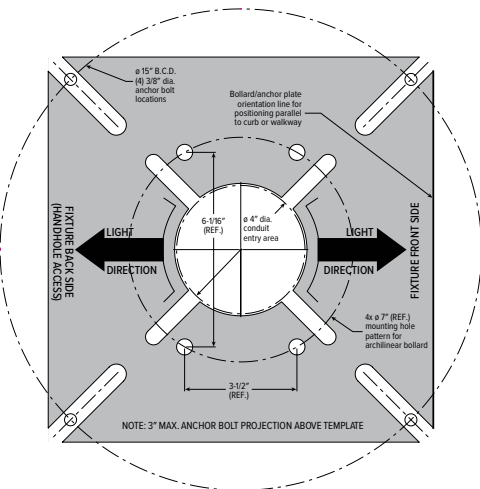 ø 15" B.C.D.
(4) 3/8" dia.
anchor bolt
locations
Bollard/anchor plate
orientation line for
positioning parallel
to curb or walkway
6-1/16"
(REF.)
ø 4" dia.
conduit
entry area
FIXTURE BACK SIDE
(HANDHOLE ACCESS)
LIGHT
DIRECTION
LIGHT
DIRECTION
FIXTURE FRONT SIDE
4x ø 7" (REF.)
mounting hole
pattern for
archilinear bollard
3-1/2"
(REF.)
NOTE: 3" MAX. ANCHOR BOLT PROJECTION ABOVE TEMPLATE